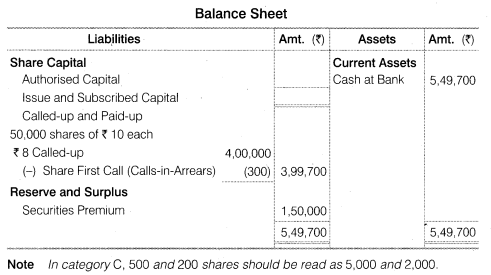 Balance Sheet
Liabilities Amt. (₹) Assets Amt. (₹)
Share Capital Current Assets
Authorised Capital Cash at Bank 5,49,700
Issue and Subscribed Capital
Called-up and Paid-up
50,000 shares of ₹ 10 each
₹ 8 Called-up 4,00,000
(–) Share First Call (Calls-in-Arrears) (300) 3,99,700
Reserve and Surplus
Securities Premium 1,50,000
5,49,700 5,49,700
Note In category C, 500 and 200 shares should be read as 5,000 and 2,000.